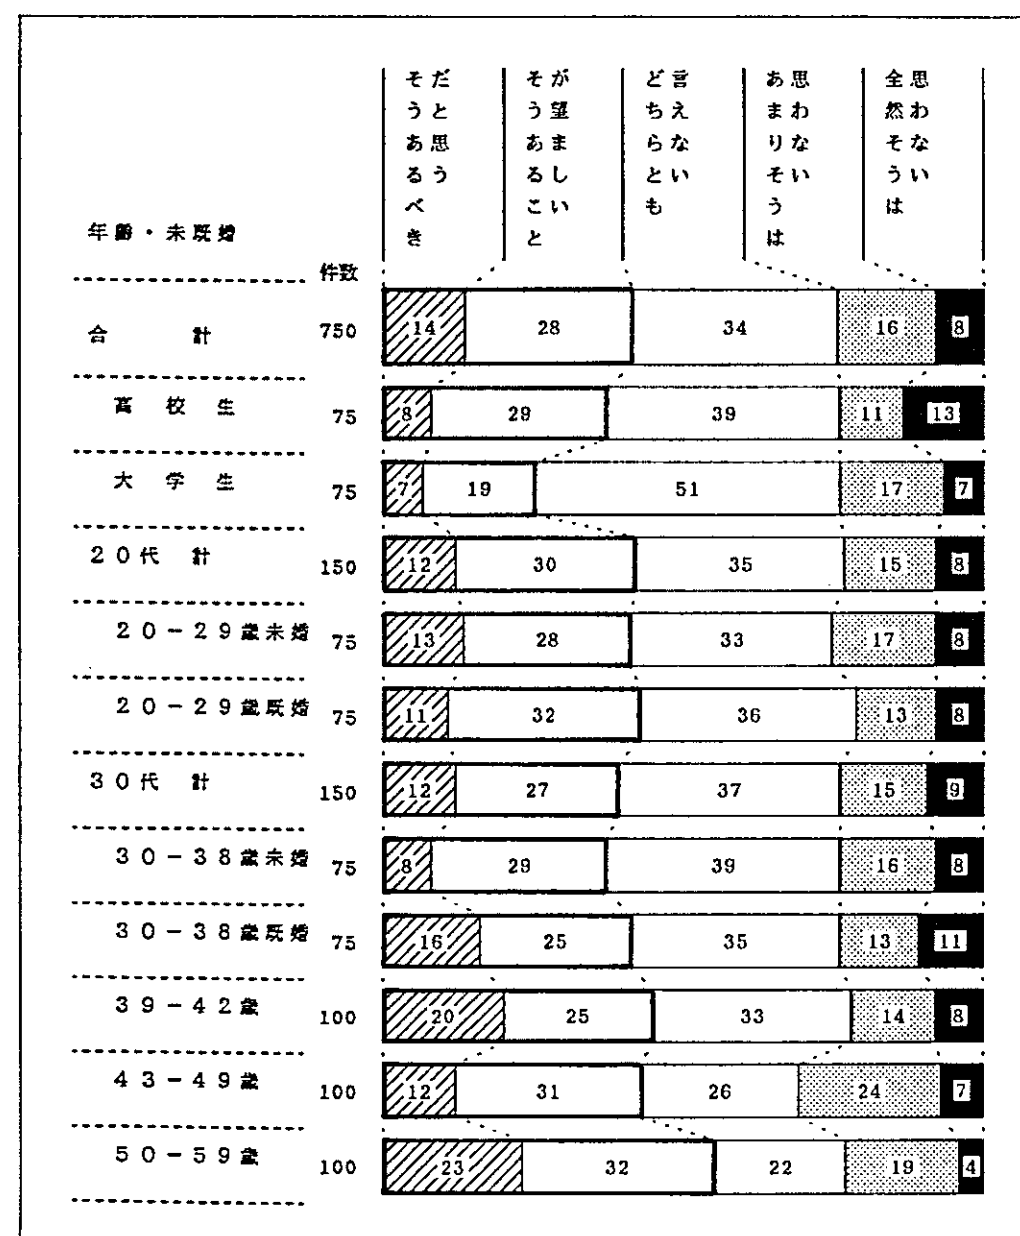 そうあるべき
だと思う
そうあること
が望ましい
どちらとも
言えない
あまりそうは
思わない
全然そうは
思わない
年齢・未既婚
件数
合計 750 14 28 34 16 8
高校生 75 8 29 39 11 13
大学生 75 7 19 51 17 7
20代 計 150 12 30 35 15 8
20-29歳未婚 75 13 28 33 17 8
20-29歳既婚 75 11 32 36 13 8
30代 計 150 12 27 37 15 9
30-38歳未婚 75 8 29 39 16 8
30-38歳既婚 75 16 25 35 13 11
39-42歳 100 20 25 33 14 8
43-49歳 100 12 31 26 24 7
50-59歳 100 23 32 22 19 4